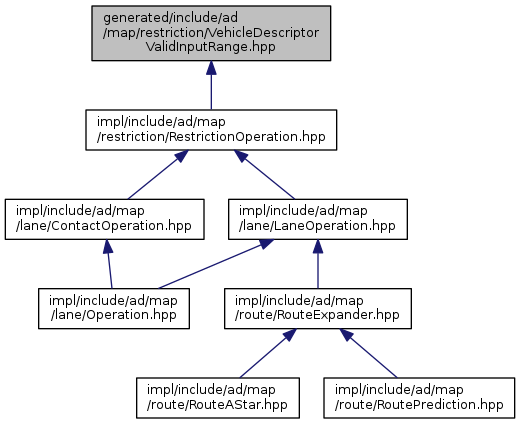 generated/include/ad
/map/restriction/VehicleDescriptor
ValidInputRange.hpp
impl/include/ad/map
/restriction/RestrictionOperation.hpp
impl/include/ad/map
/lane/ContactOperation.hpp
impl/include/ad/map
/lane/LaneOperation.hpp
impl/include/ad/map
/lane/Operation.hpp
impl/include/ad/map
/route/RouteExpander.hpp
impl/include/ad/map
/route/RouteAStar.hpp
impl/include/ad/map
/route/RoutePrediction.hpp